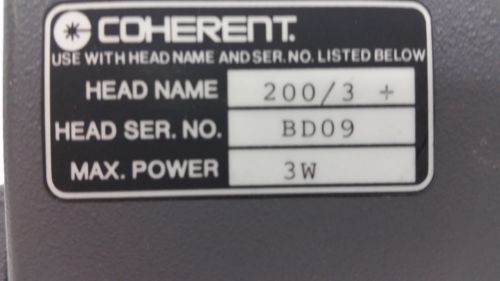 COHERENT.
USE WITH HEAD NAME AND SER. NO. LISTED BELOW
HEAD NAME 200/3 +
HEAD SER. NO. BD09
MAX. POWER 3W